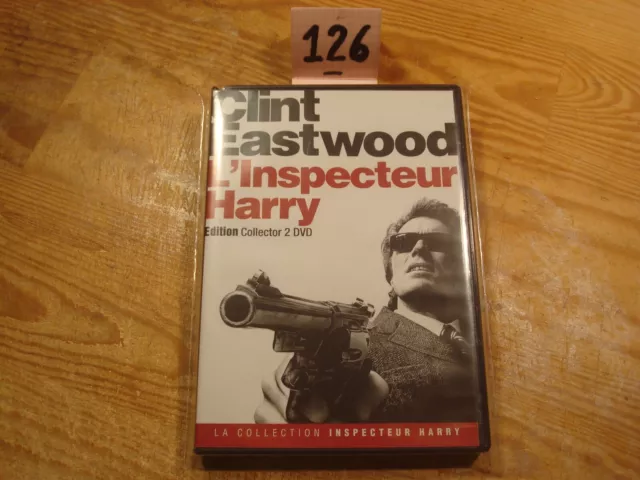 126
Clint
Eastwood
L'Inspecteur
Harry
Edition Collector 2 DVD
LA COLLECTION INSPECTEUR HARRY